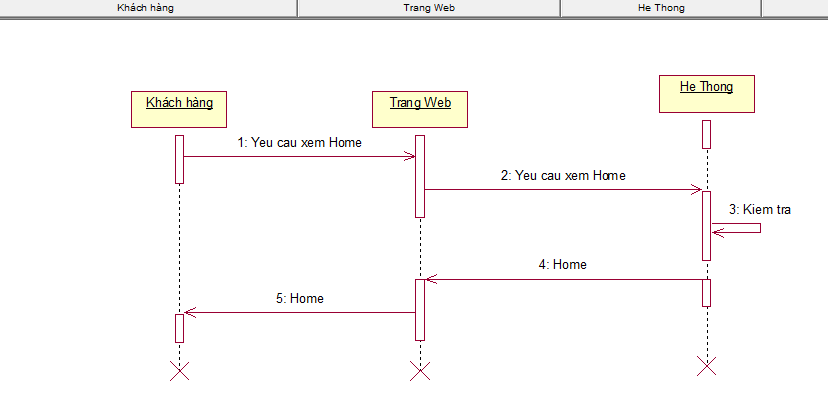 Khách hàng
Trang Web
He Thong
Khách hàng
Trang Web
He Thong
1: Yeu cau xem Home
2: Yeu cau xem Home
3: Kiem tra
4: Home
5: Home